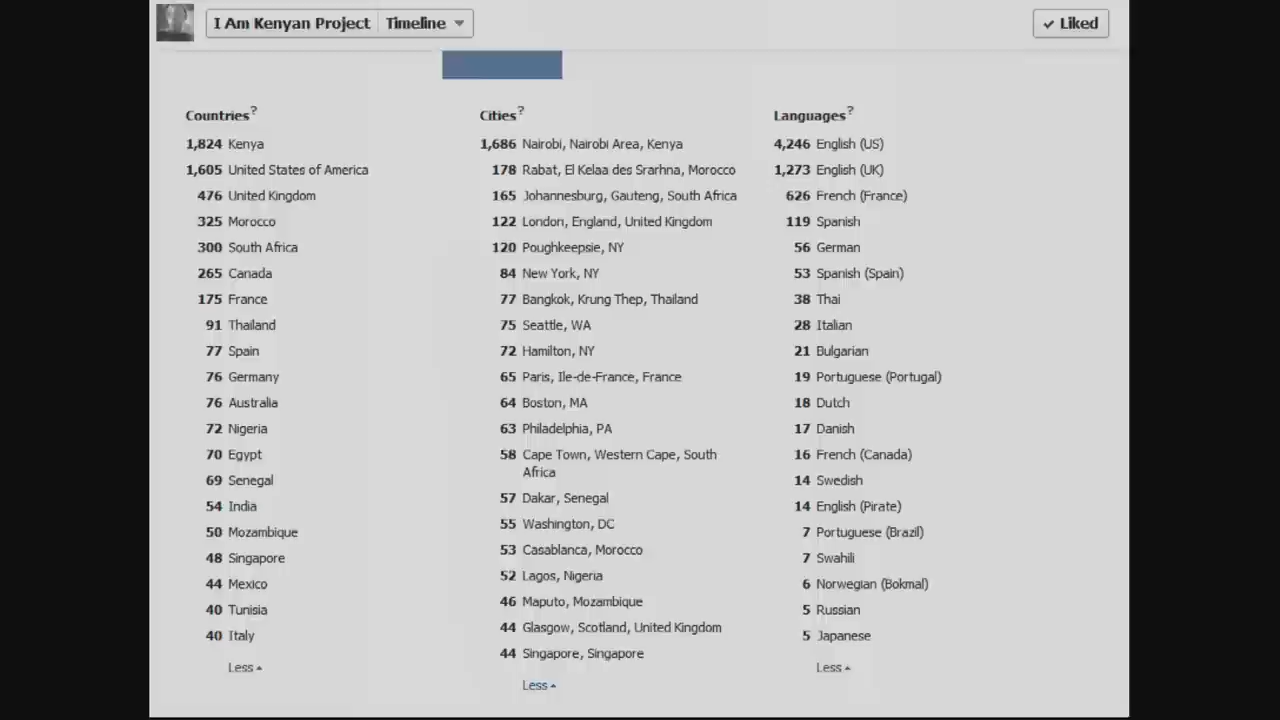 I Am Kenyan Project Timeline
✓ Liked
Countries?
1,824 Kenya
1,605 United States of America
476 United Kingdom
325 Morocco
300 South Africa
265 Canada
175 France
91 Thailand
77 Spain
76 Germany
76 Australia
72 Nigeria
70 Egypt
69 Senegal
54 India
50 Mozambique
48 Singapore
44 Mexico
40 Tunisia
40 Italy
Less
Cities?
1,686 Nairobi, Nairobi Area, Kenya
178 Rabat, El Kelaa des Srarhna, Morocco
165 Johannesburg, Gauteng, South Africa
122 London, England, United Kingdom
120 Poughkeepsie, NY
84 New York, NY
77 Bangkok, Krung Thep, Thailand
75 Seattle, WA
72 Hamilton, NY
65 Paris, Ile-de-France, France
64 Boston, MA
63 Philadelphia, PA
58 Cape Town, Western Cape, South
Africa
57 Dakar, Senegal
55 Washington, DC
53 Casablanca, Morocco
52 Lagos, Nigeria
46 Maputo, Mozambique
44 Glasgow, Scotland, United Kingdom
44 Singapore, Singapore
Less
Languages?
4,246 English (US)
1,273 English (UK)
626 French (France)
119 Spanish
56 German
53 Spanish (Spain)
38 Thai
28 Italian
21 Bulgarian
19 Portuguese (Portugal)
18 Dutch
17 Danish
16 French (Canada)
14 Swedish
14 English (Pirate)
7 Portuguese (Brazil)
7 Swahili
6 Norwegian (Bokmal)
5 Russian
5 Japanese
Less